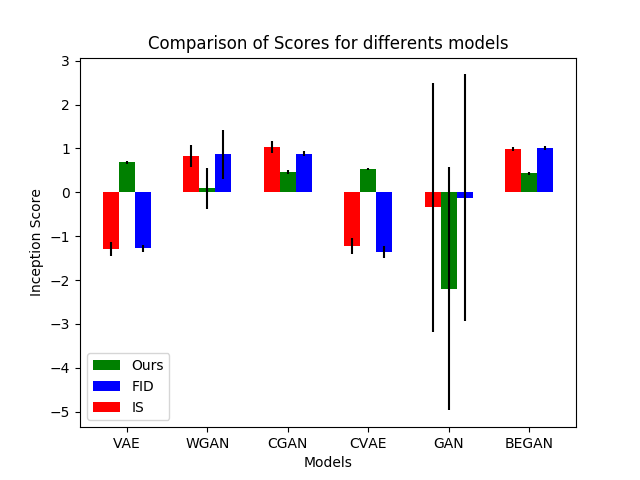 Comparison of Scores for differents models
3
2
1
0
−1
−2
−3
−4
−5
Inception Score
Ours
FID
IS
VAE WGAN CGAN CVAE GAN BEGAN
Models